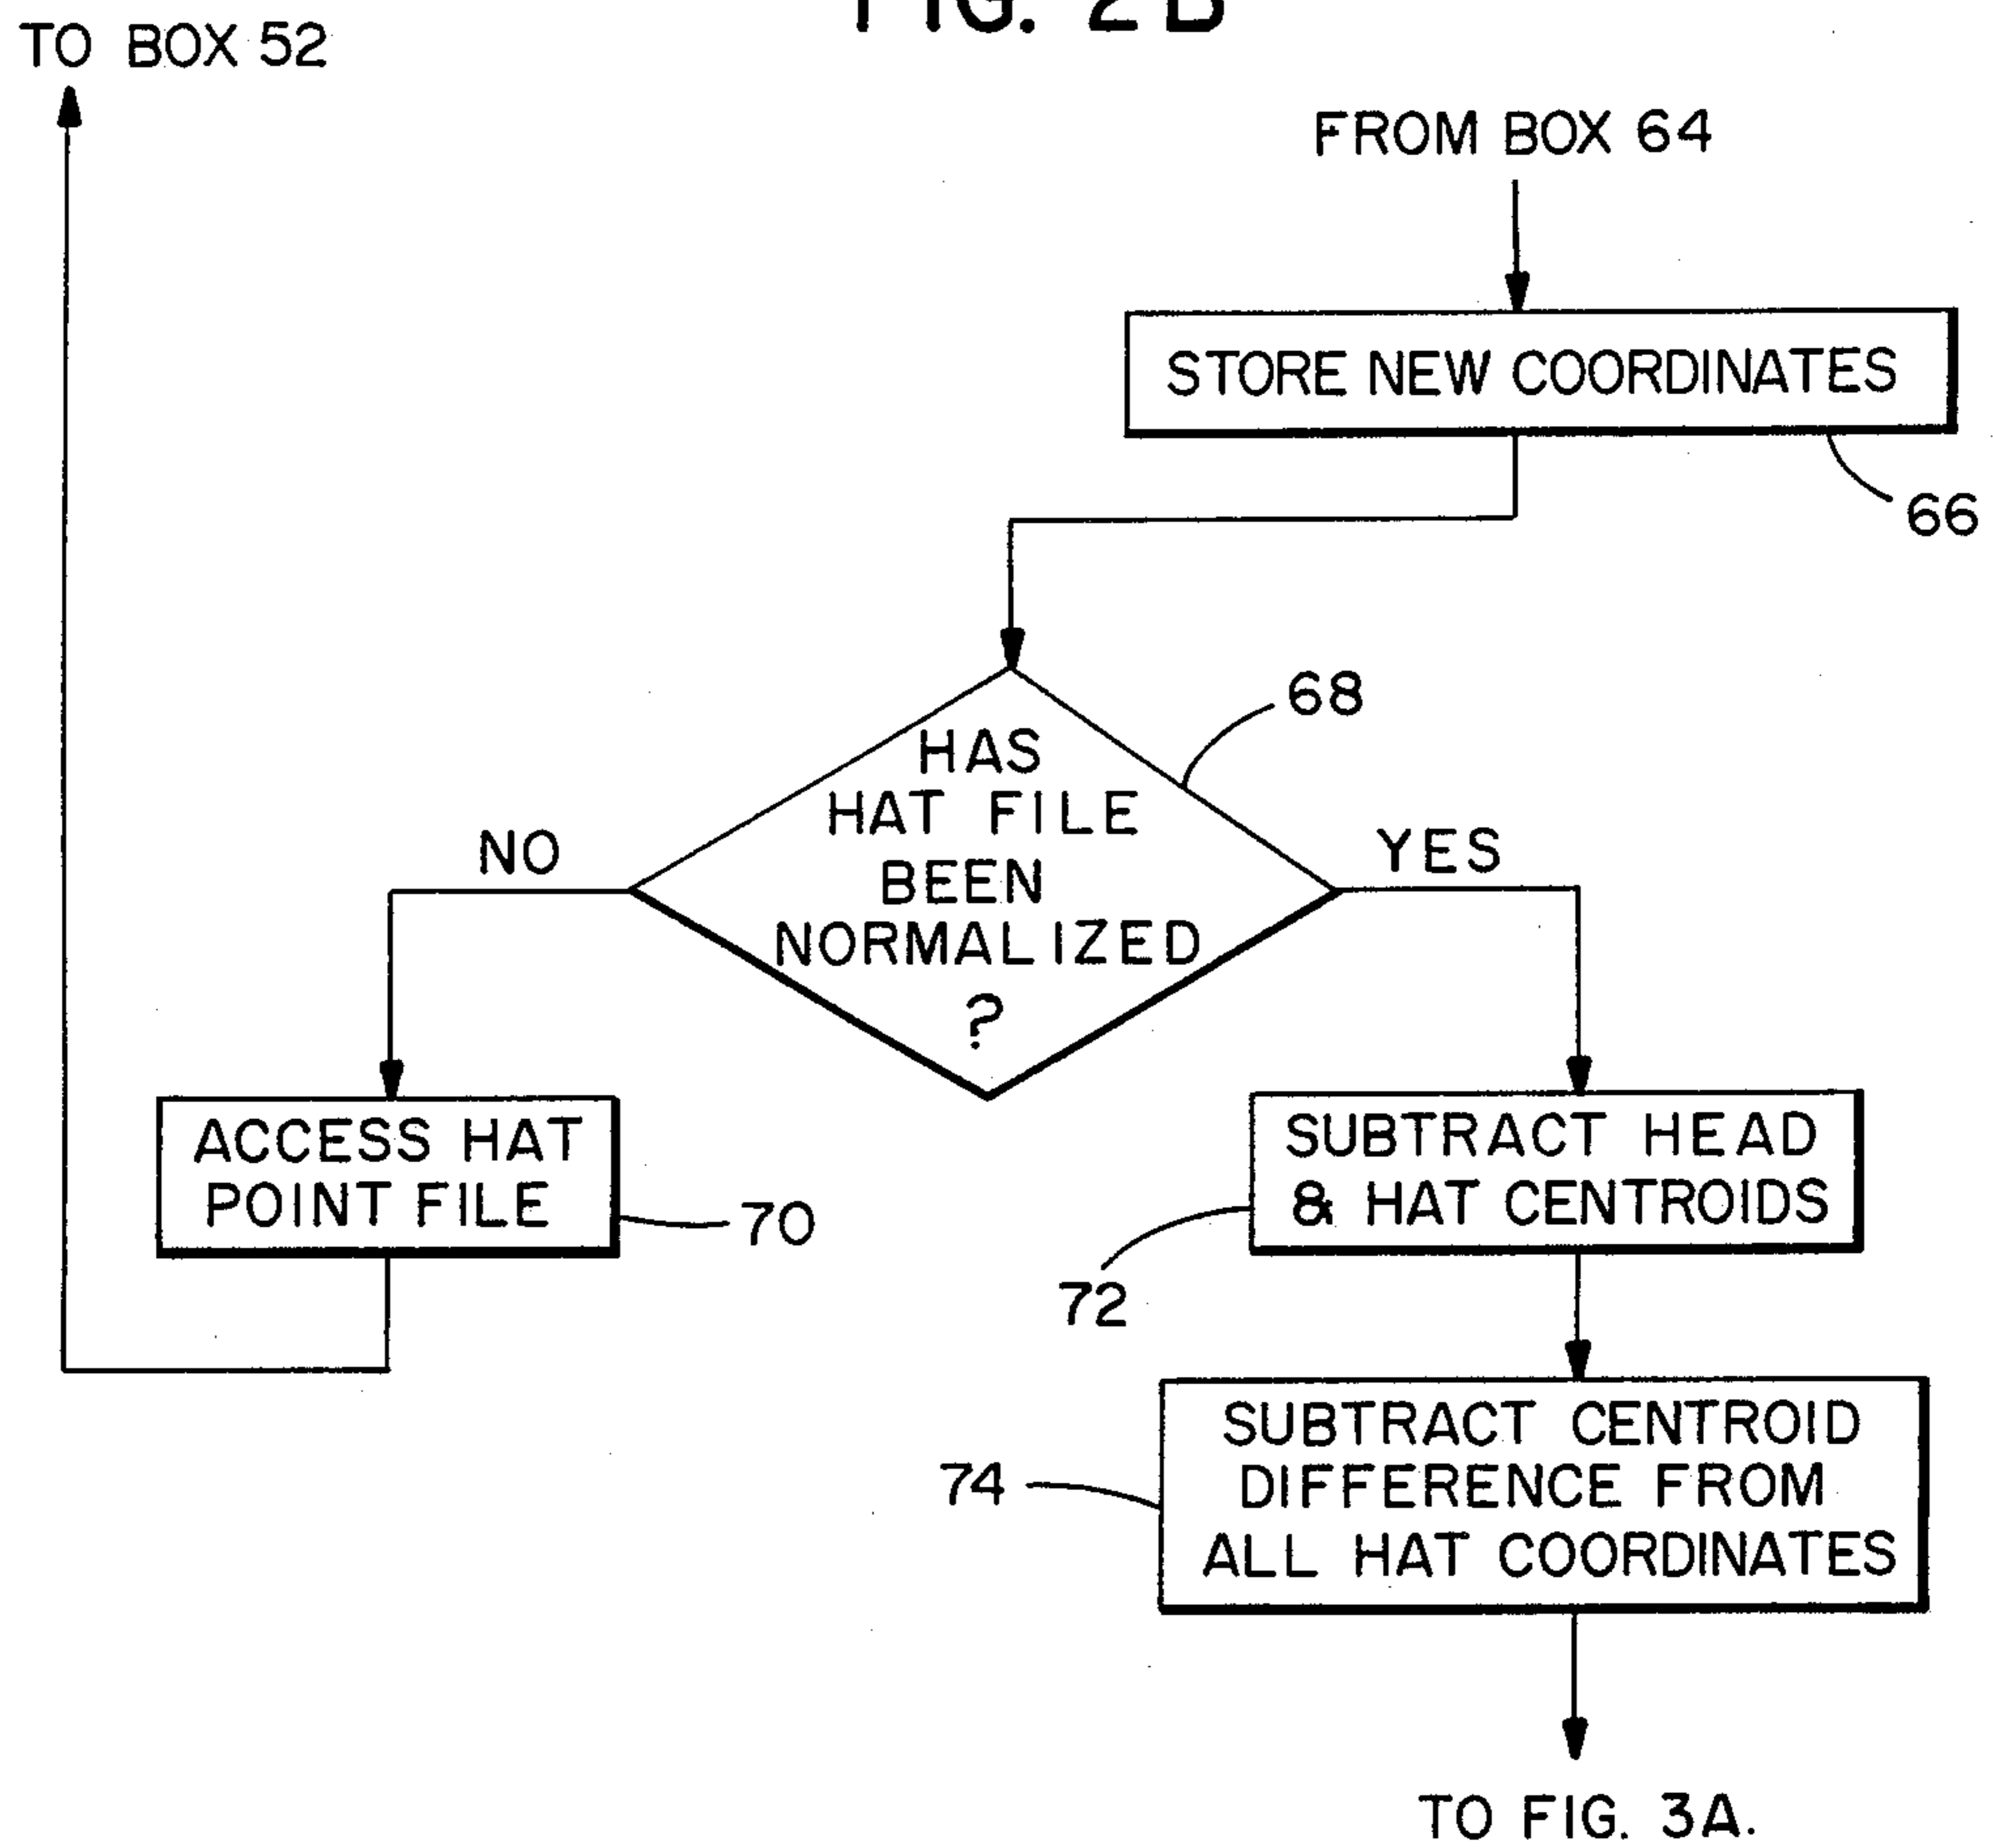 FIG. 2B
TO BOX 52
FROM BOX 64
STORE NEW COORDINATES
66
68
HAS
HAT FILE
BEEN
NORMALIZED
?
NO
YES
ACCESS HAT
POINT FILE
70
SUBTRACT HEAD
& HAT CENTROIDS
72
SUBTRACT CENTROID
DIFFERENCE FROM
ALL HAT COORDINATES
74
TO FIG. 3A.